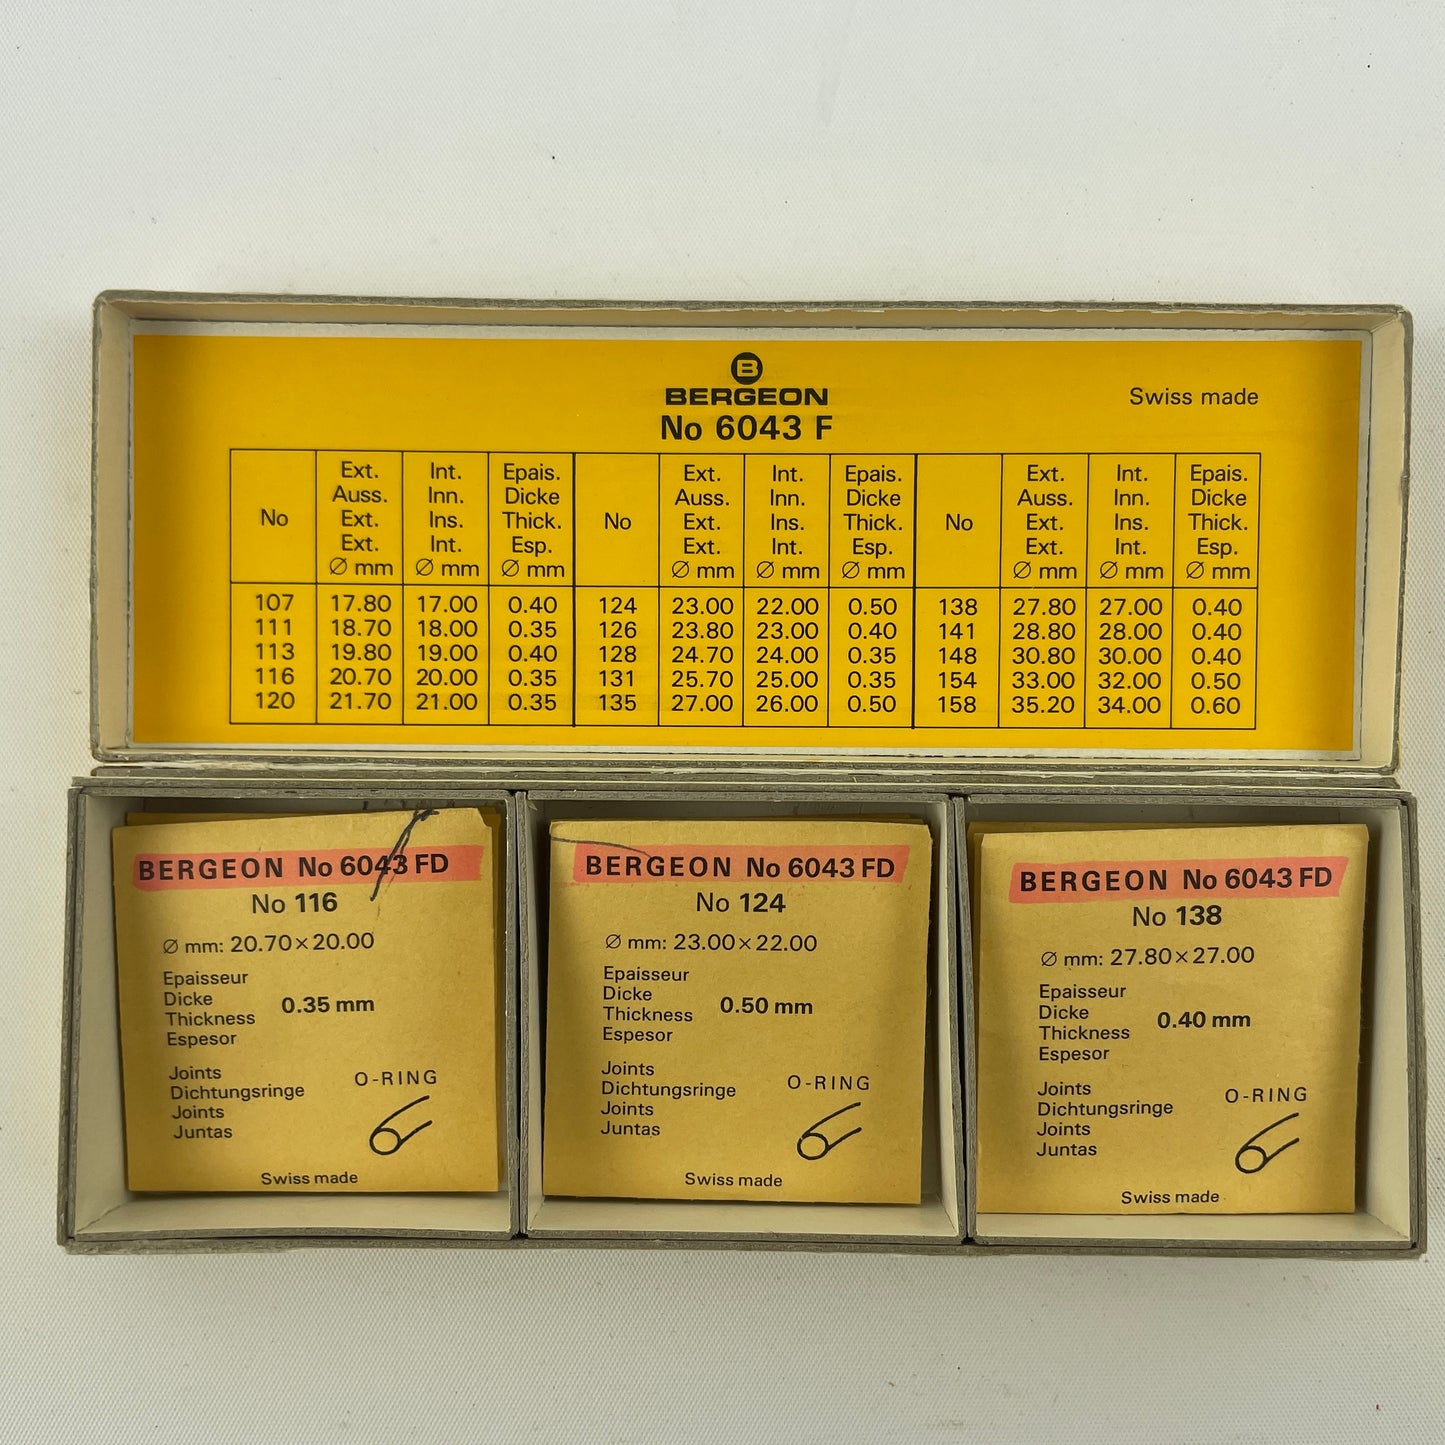 B
BERGEON
No 6043 F
Swiss made
No Ext. Auss. Ext. Ext. ∅ mm Int. Inn. Ins. Int. ∅ mm Epais. Dicke Thick. Esp. ∅ mm No Ext. Auss. Ext. Ext. ∅ mm Int. Inn. Ins. Int. ∅ mm Epais. Dicke Thick. Esp. ∅ mm No Ext. Auss. Ext. Ext. ∅ mm Int. Inn. Ins. Int. ∅ mm Epais. Dicke Thick. Esp. ∅ mm
107 17.80 17.00 0.40 124 23.00 22.00 0.50 138 27.80 27.00 0.40
111 18.70 18.00 0.35 126 23.80 23.00 0.40 141 28.80 28.00 0.40
113 19.80 19.00 0.40 128 24.70 24.00 0.35 148 30.80 30.00 0.40
116 20.70 20.00 0.35 131 25.70 25.00 0.35 154 33.00 32.00 0.50
120 21.70 21.00 0.35 135 27.00 26.00 0.50 158 35.20 34.00 0.60
BERGEON No 6043 FD
No 116
∅ mm: 20.70×20.00
Epaisseur
Dicke
Thickness
Espesor
0.35 mm
Joints
Dichtungsringe
Joints
Juntas
O-RING
Swiss made
BERGEON No 6043 FD
No 124
∅ mm: 23.00×22.00
Epaisseur
Dicke
Thickness
Espesor
0.50 mm
Joints
Dichtungsringe
Joints
Juntas
O-RING
Swiss made
BERGEON No 6043 FD
No 138
∅ mm: 27.80×27.00
Epaisseur
Dicke
Thickness
Espesor
0.40 mm
Joints
Dichtungsringe
Joints
Juntas
O-RING
Swiss made